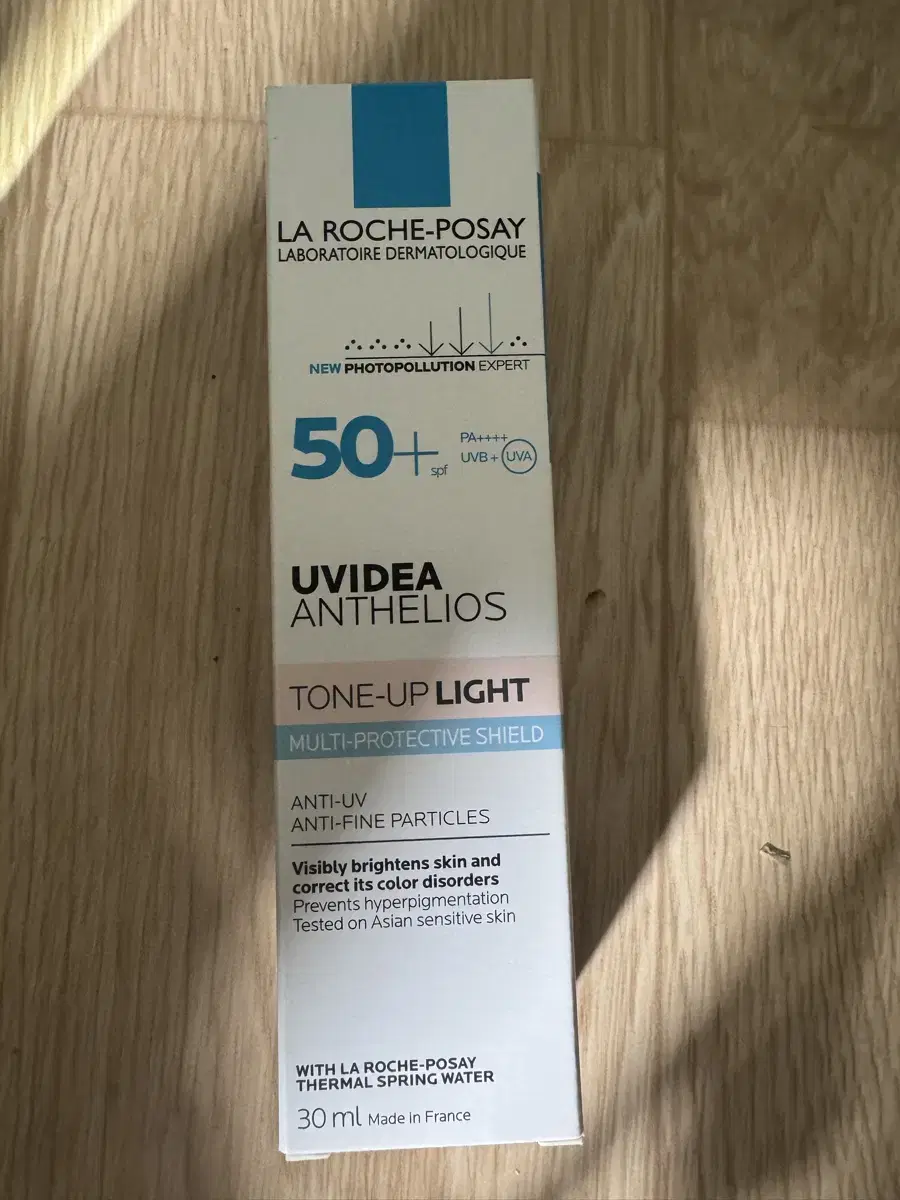 LA ROCHE-POSAY
LABORATOIRE DERMATOLOGIQUE
NEW PHOTOPOLLUTION EXPERT
50+ spf
PA++++
UVB + UVA
UVIDEA
ANTHELIOS
TONE-UP LIGHT
MULTI-PROTECTIVE SHIELD
ANTI-UV
ANTI-FINE PARTICLES
Visibly brightens skin and
correct its color disorders
Prevents hyperpigmentation
Tested on Asian sensitive skin
WITH LA ROCHE-POSAY
THERMAL SPRING WATER
30 ml Made in France